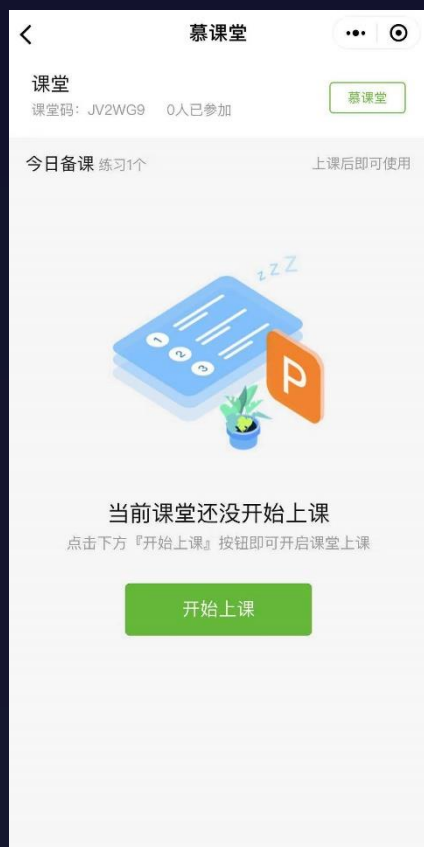 慕课堂
课堂
课堂码：JV2WG9 0人已参加
慕课堂
今日备课 练习1个 上课后即可使用
zZZ
1
2
3
P
当前课堂还没开始上课
点击下方『开始上课』按钮即可开启课堂上课
开始上课